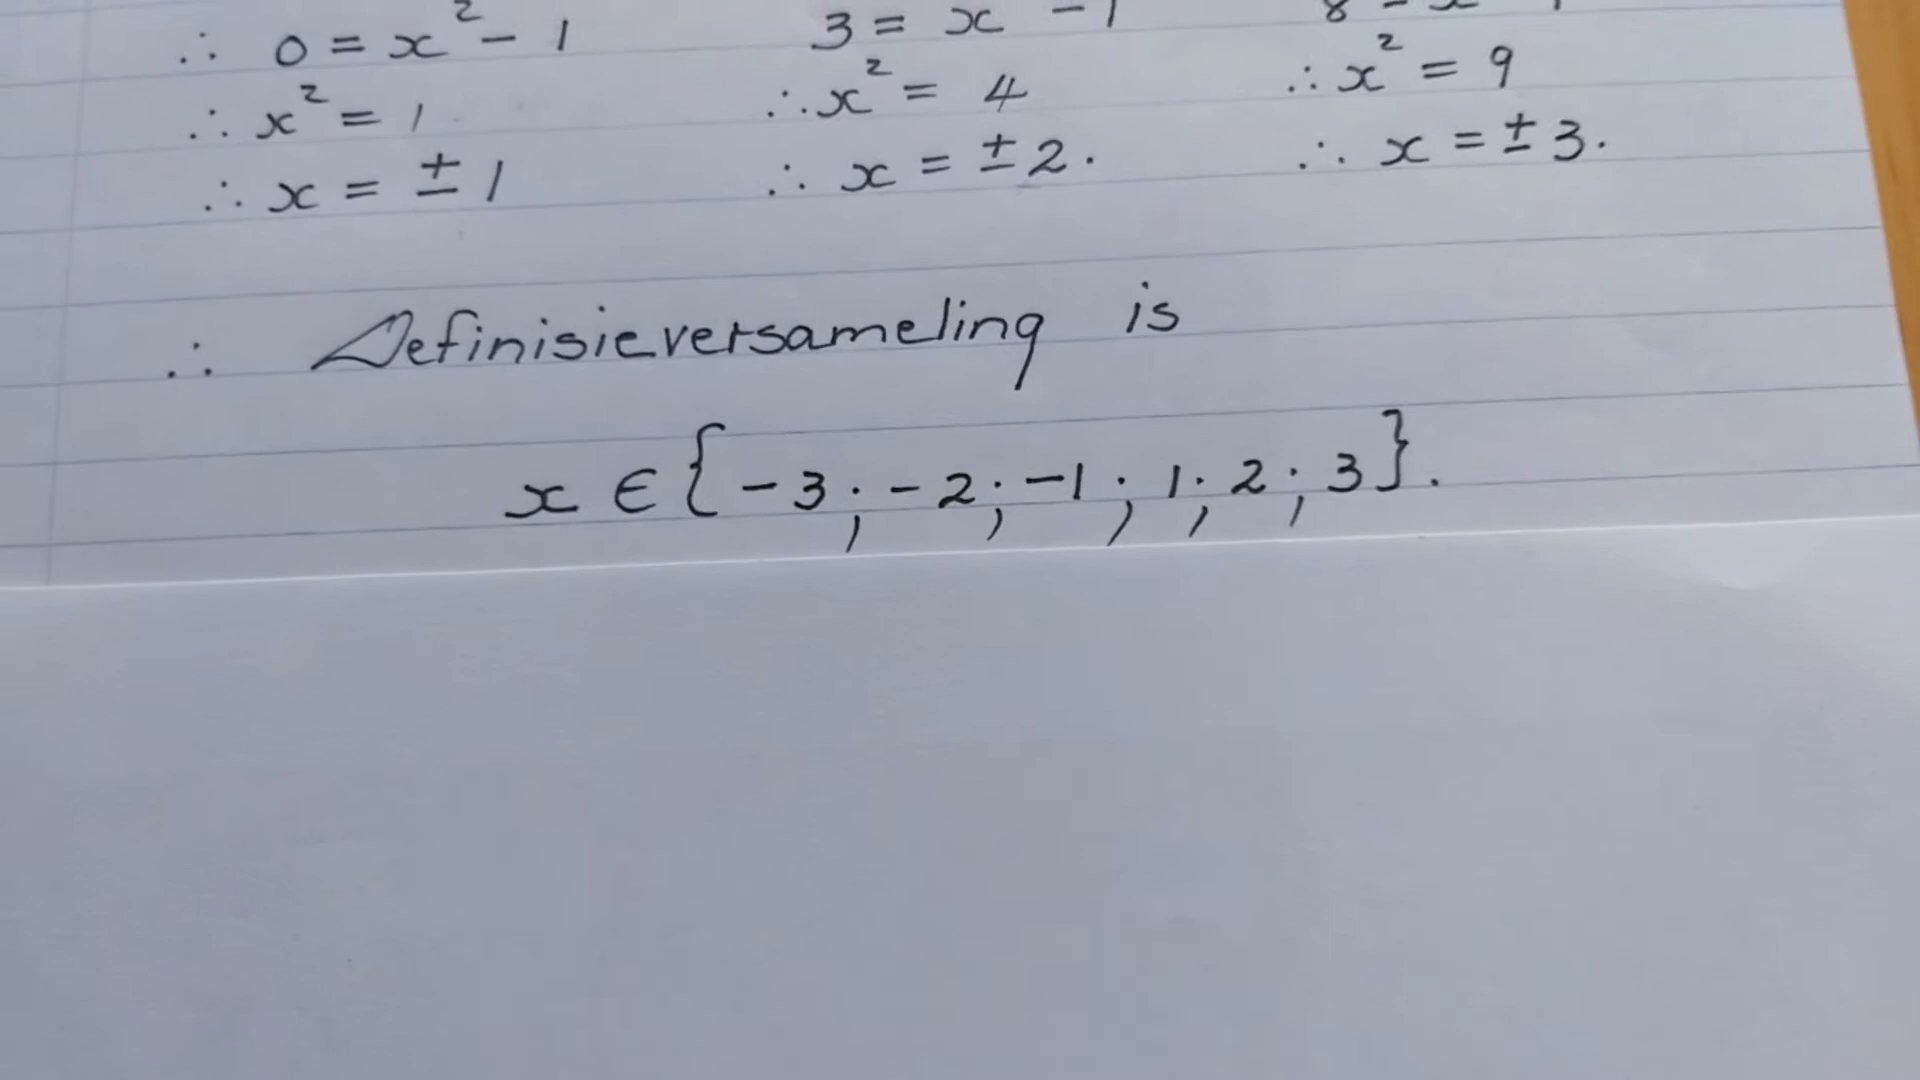 ∴ 0 = x² - 1    3 = x² - 1    8 = x² - 1
∴ x² = 1    ∴ x² = 4    ∴ x² = 9
∴ x = ± 1    ∴ x = ± 2.    ∴ x = ± 3.
∴ Definisieversameling is
x ∈ {-3; -2; -1; 1; 2; 3}.